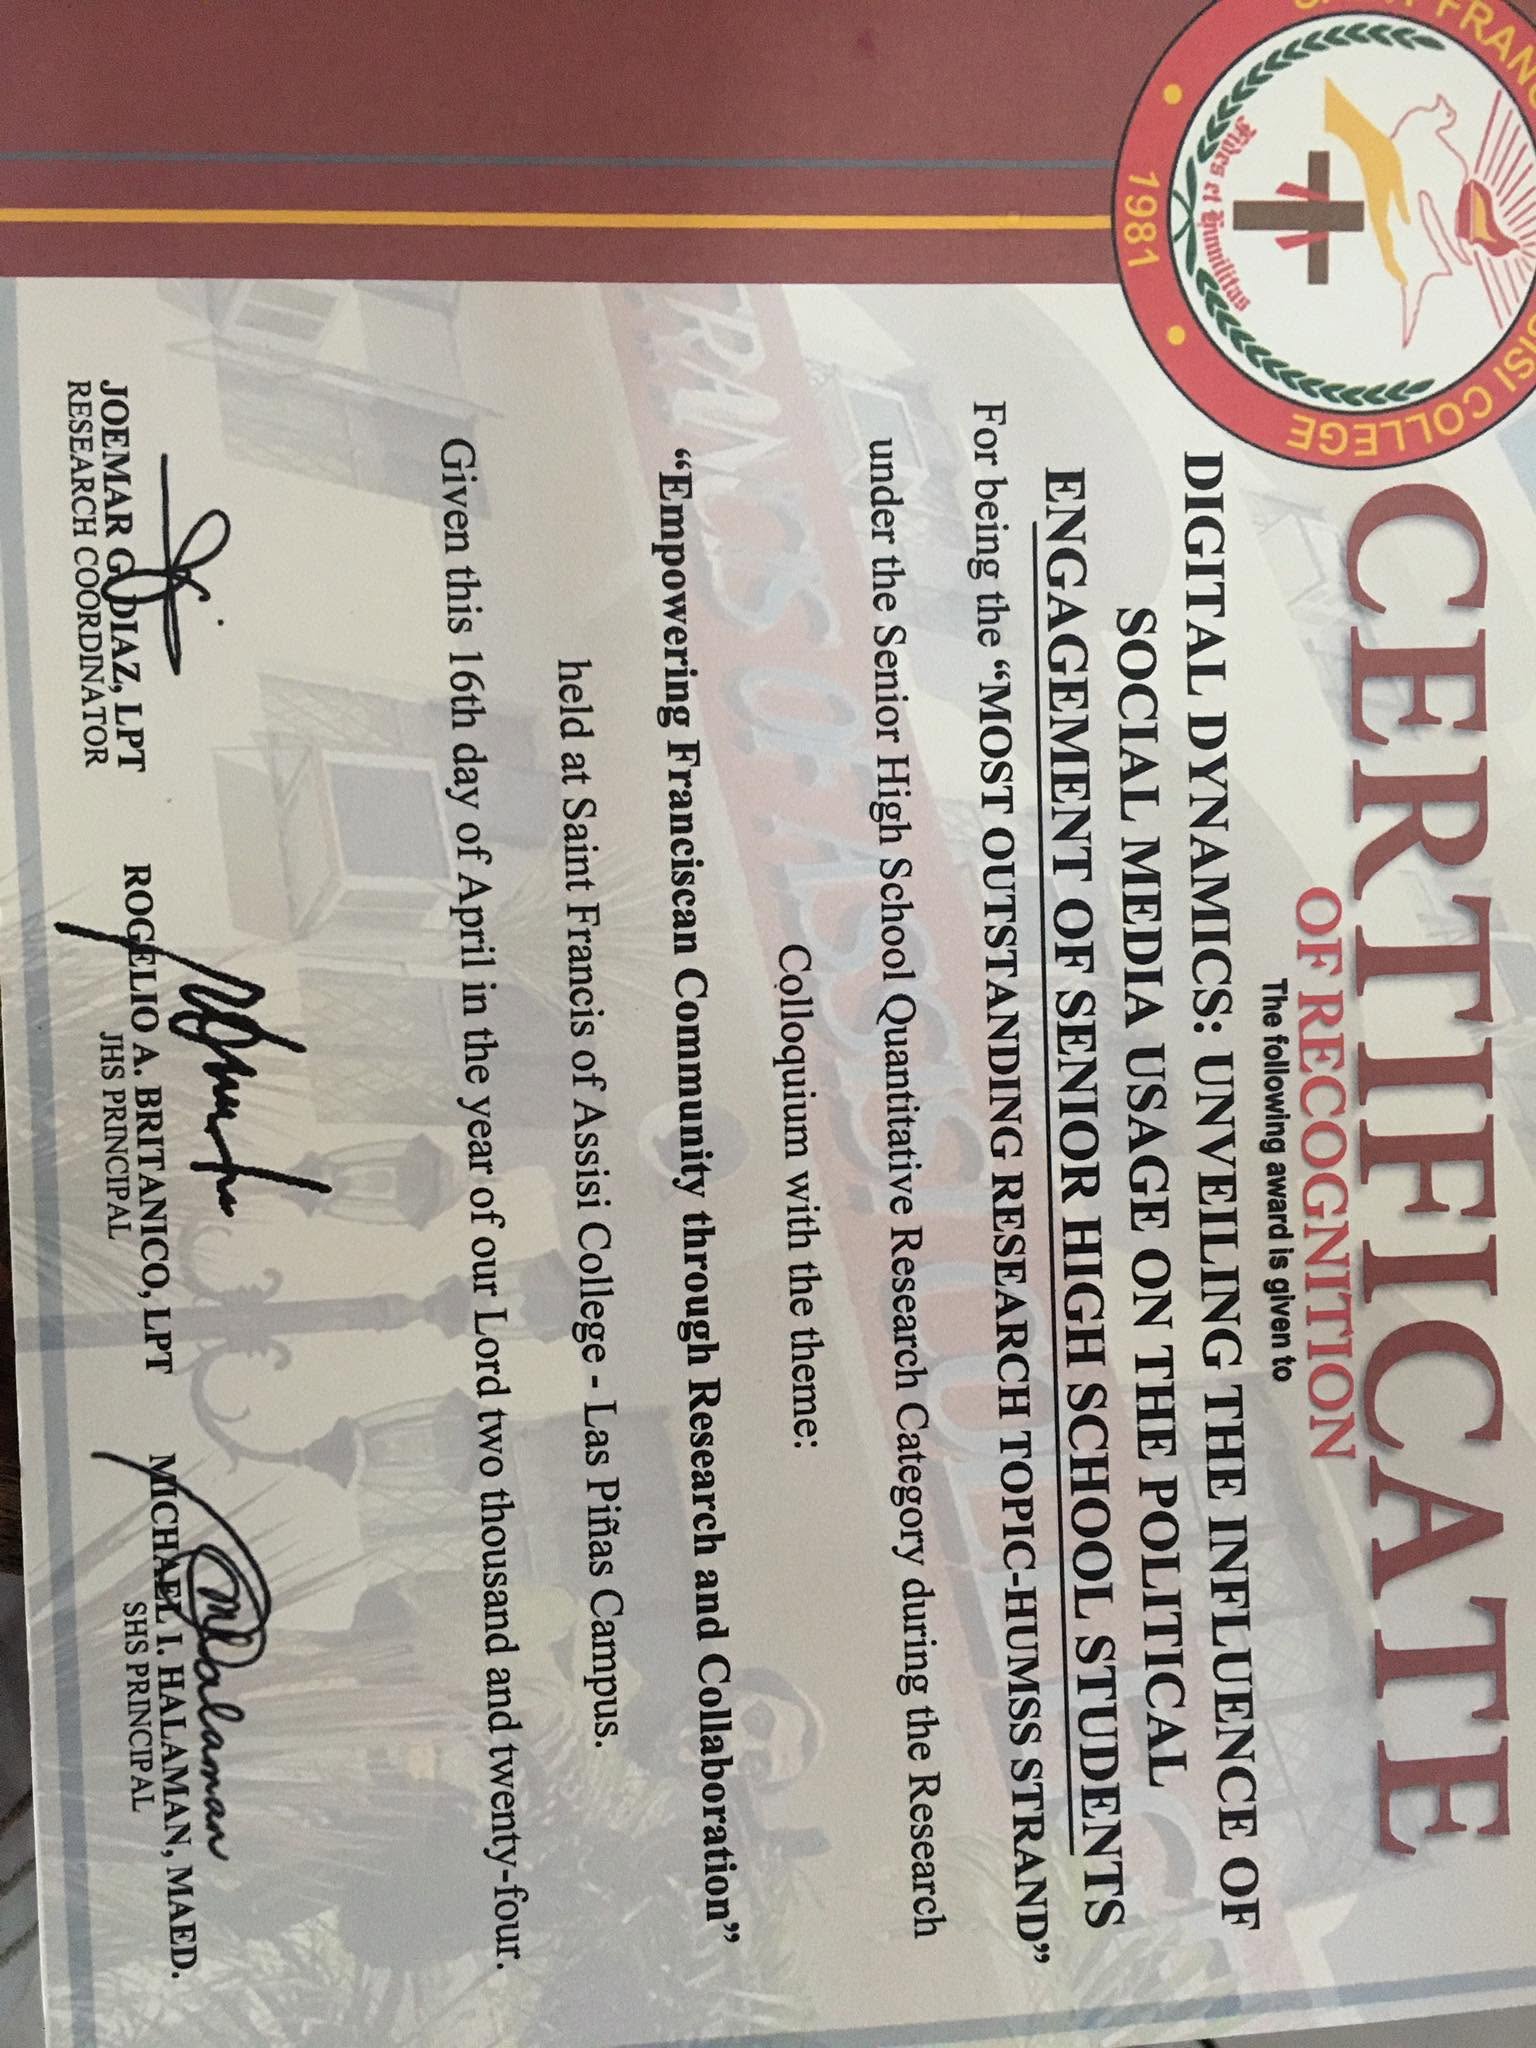 CERTIFICATE
OF RECOGNITION
The following award is given to
DIGITAL DYNAMICS: UNVEILING THE INFLUENCE OF
SOCIAL MEDIA USAGE ON THE POLITICAL
ENGAGEMENT OF SENIOR HIGH SCHOOL STUDENTS
For being the “MOST OUTSTANDING RESEARCH TOPIC-HUMSS STRAND”
under the Senior High School Quantitative Research Category during the Research
Colloquium with the theme:
“Empowering Franciscan Community through Research and Collaboration”
held at Saint Francis of Assisi College - Las Piñas Campus.
Given this 16th day of April in the year of our Lord two thousand and twenty-four.
JOEMAR G. DIAZ, LPT
RESEARCH COORDINATOR
ROGELIO A. BRITANICO, LPT
JHS PRINCIPAL
MICHAEL I. HALAMAN, MAED.
SHS PRINCIPAL
COLLEGE
1981
Fides et Humilitas
RANCIS OF ASSISI COL